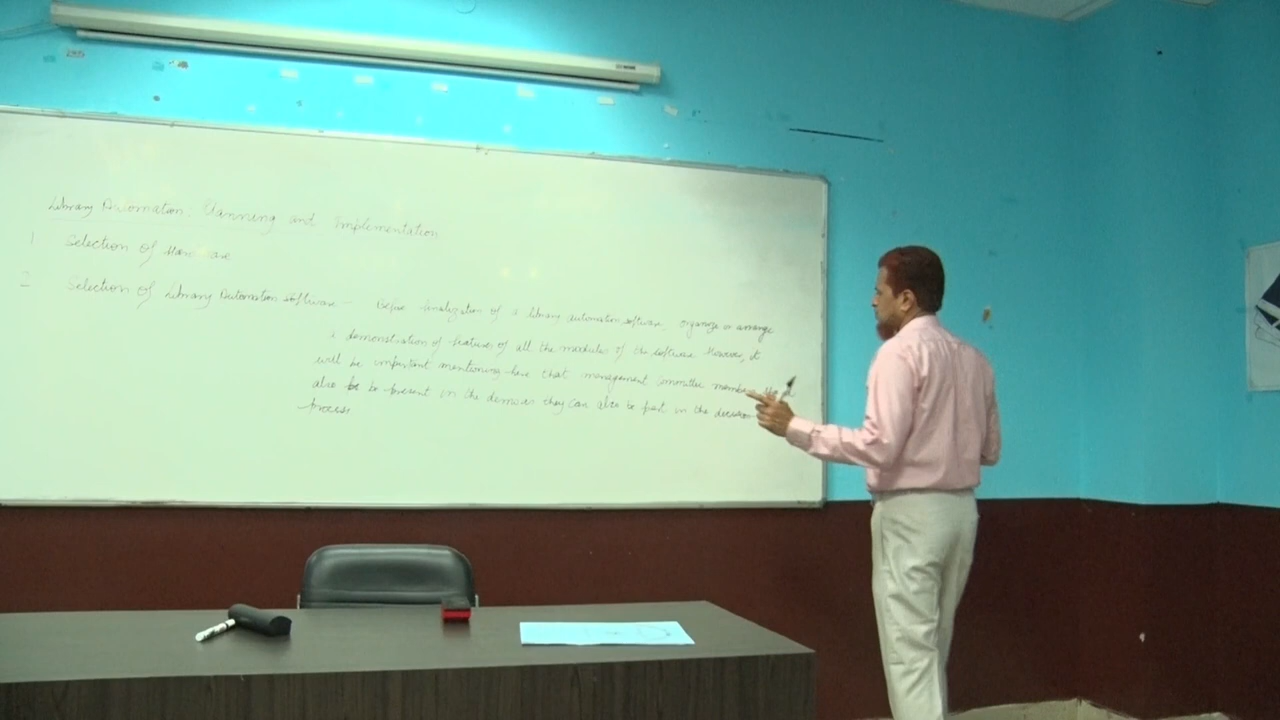 Library Automation: Planning and Implementation
1 Selection of Hardware
2 Selection of Library Automation software - Before finalization of a library automation software, organize or arrange
a demonstration of features of all the modules of the software. However, it
will be important mentioning here that management committee members should
also be be present in the demo as they can also be part in the decision
process